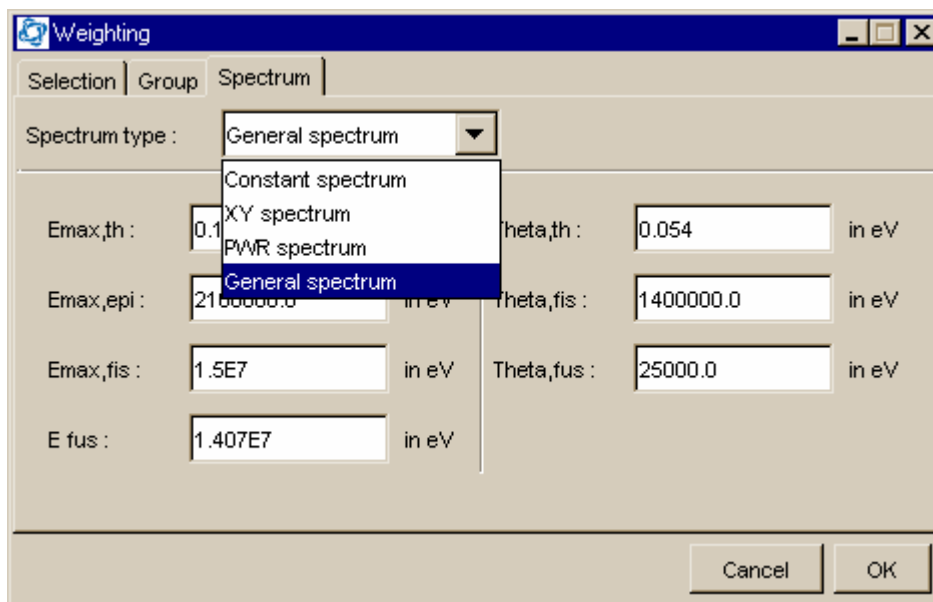 Weighting
Selection Group Spectrum
Spectrum type : General spectrum
Constant spectrum
XY spectrum
PWR spectrum
General spectrum
Emax,th : 0.1
Theta,th : 0.054 in eV
Emax,epi : in eV Theta,fis : 1400000.0 in eV
Emax,fis : 1.5E7 in eV Theta,fus : 25000.0 in eV
E fus : 1.407E7 in eV
Cancel OK